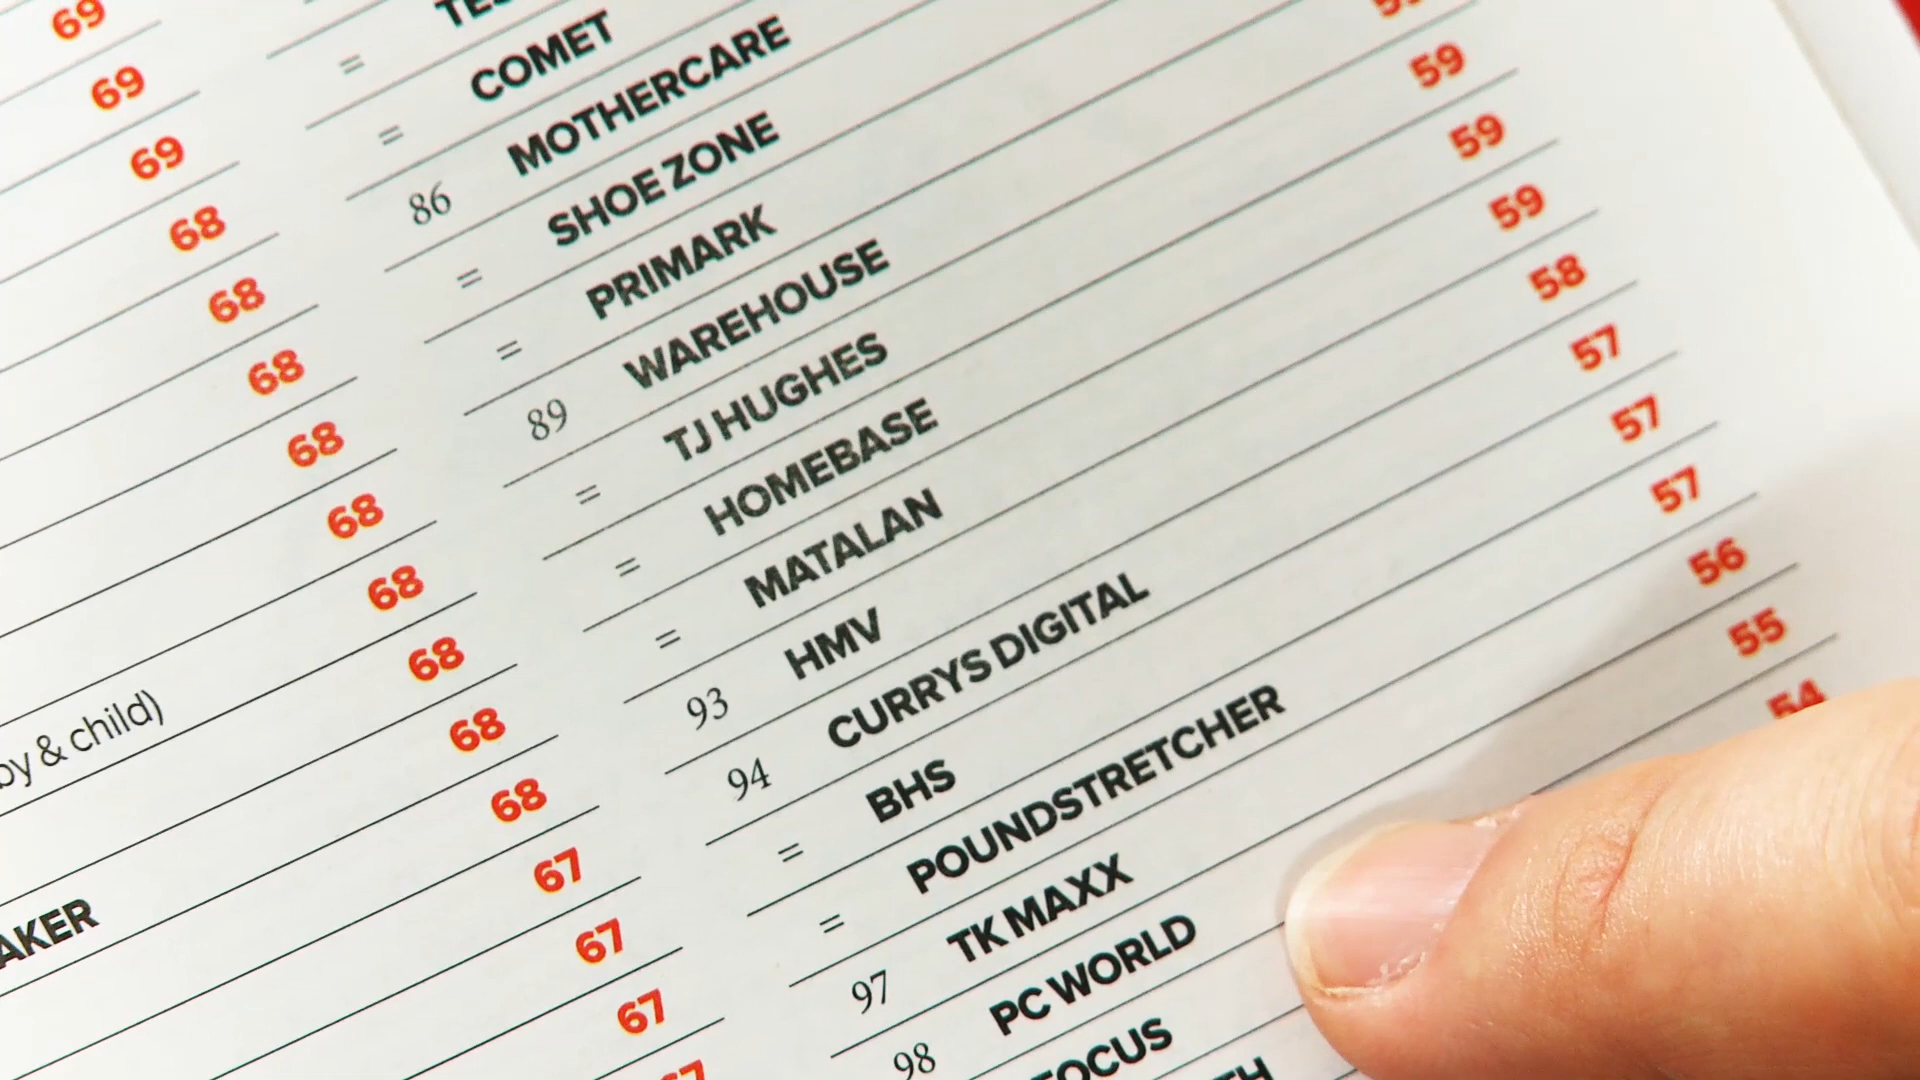 69
69
69
68
68
68
68
68
68
& child)
68
68
68
67
67
67
=
= COMET
86 MOTHERCARE
= SHOE ZONE
= PRIMARK
89 WAREHOUSE
= TJ HUGHES 59
= HOMEBASE 59
= MATALAN 59
93 HMV 58
94 CURRYS DIGITAL 57
= BHS 57
= POUNDSTRETCHER 57
97 TK MAXX 56
98 PC WORLD 55
54